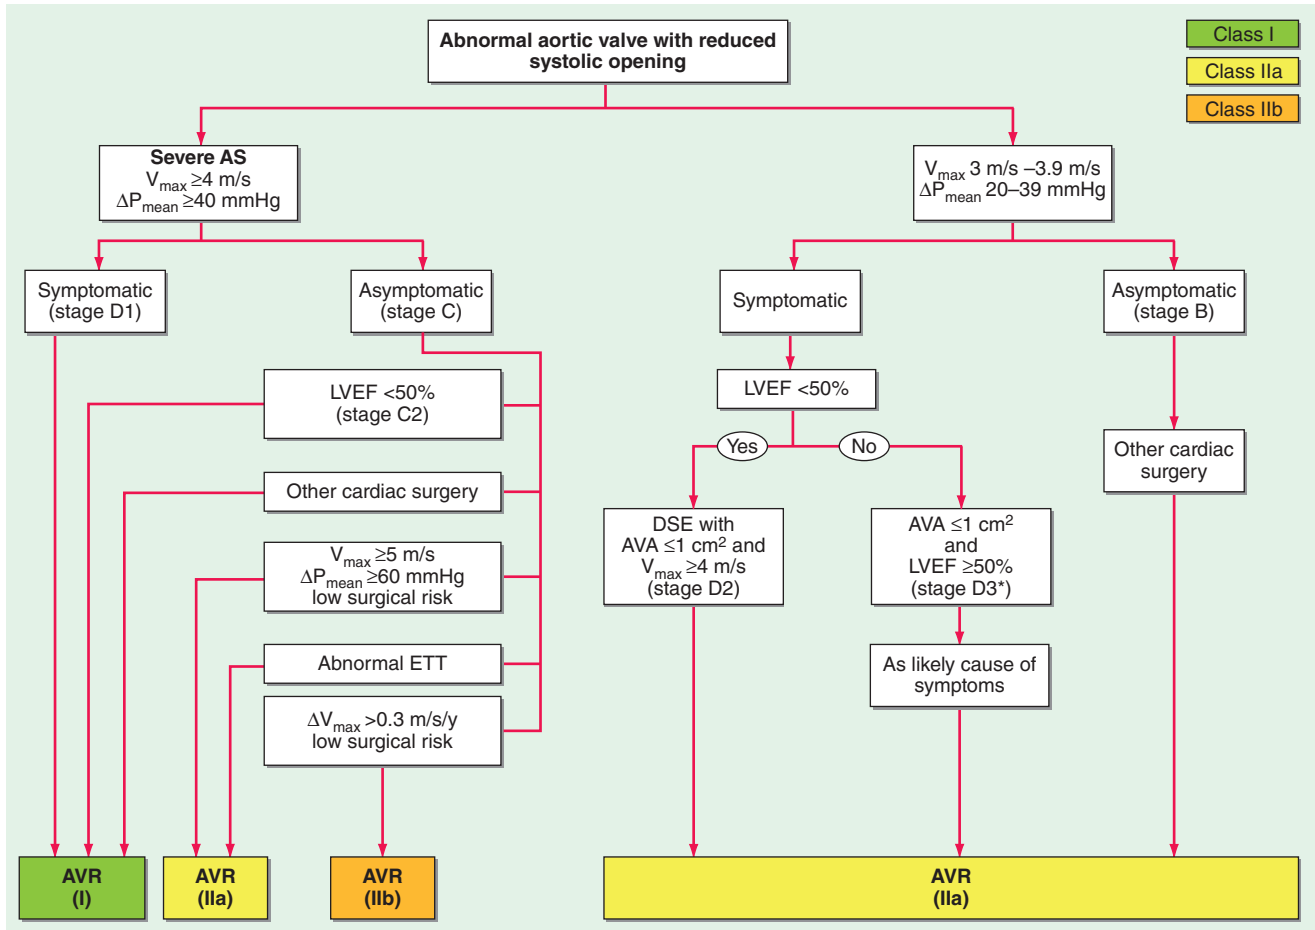 Abnormal aortic valve with reduced
systolic opening
Class I
Class IIa
Class IIb
Severe AS
Vmax ≥4 m/s
ΔPmean ≥40 mmHg
Vmax 3 m/s –3.9 m/s
ΔPmean 20–39 mmHg
Symptomatic
(stage D1)
Asymptomatic
(stage C)
Symptomatic
Asymptomatic
(stage B)
LVEF <50%
(stage C2)
Other cardiac surgery
Vmax ≥5 m/s
ΔPmean ≥60 mmHg
low surgical risk
Abnormal ETT
ΔVmax >0.3 m/s/y
low surgical risk
LVEF <50%
Yes
No
DSE with
AVA ≤1 cm² and
Vmax ≥4 m/s
(stage D2)
AVA ≤1 cm²
and
LVEF ≥50%
(stage D3*)
As likely cause of
symptoms
Other cardiac
surgery
AVR
(I)
AVR
(IIa)
AVR
(IIb)
AVR
(IIa)